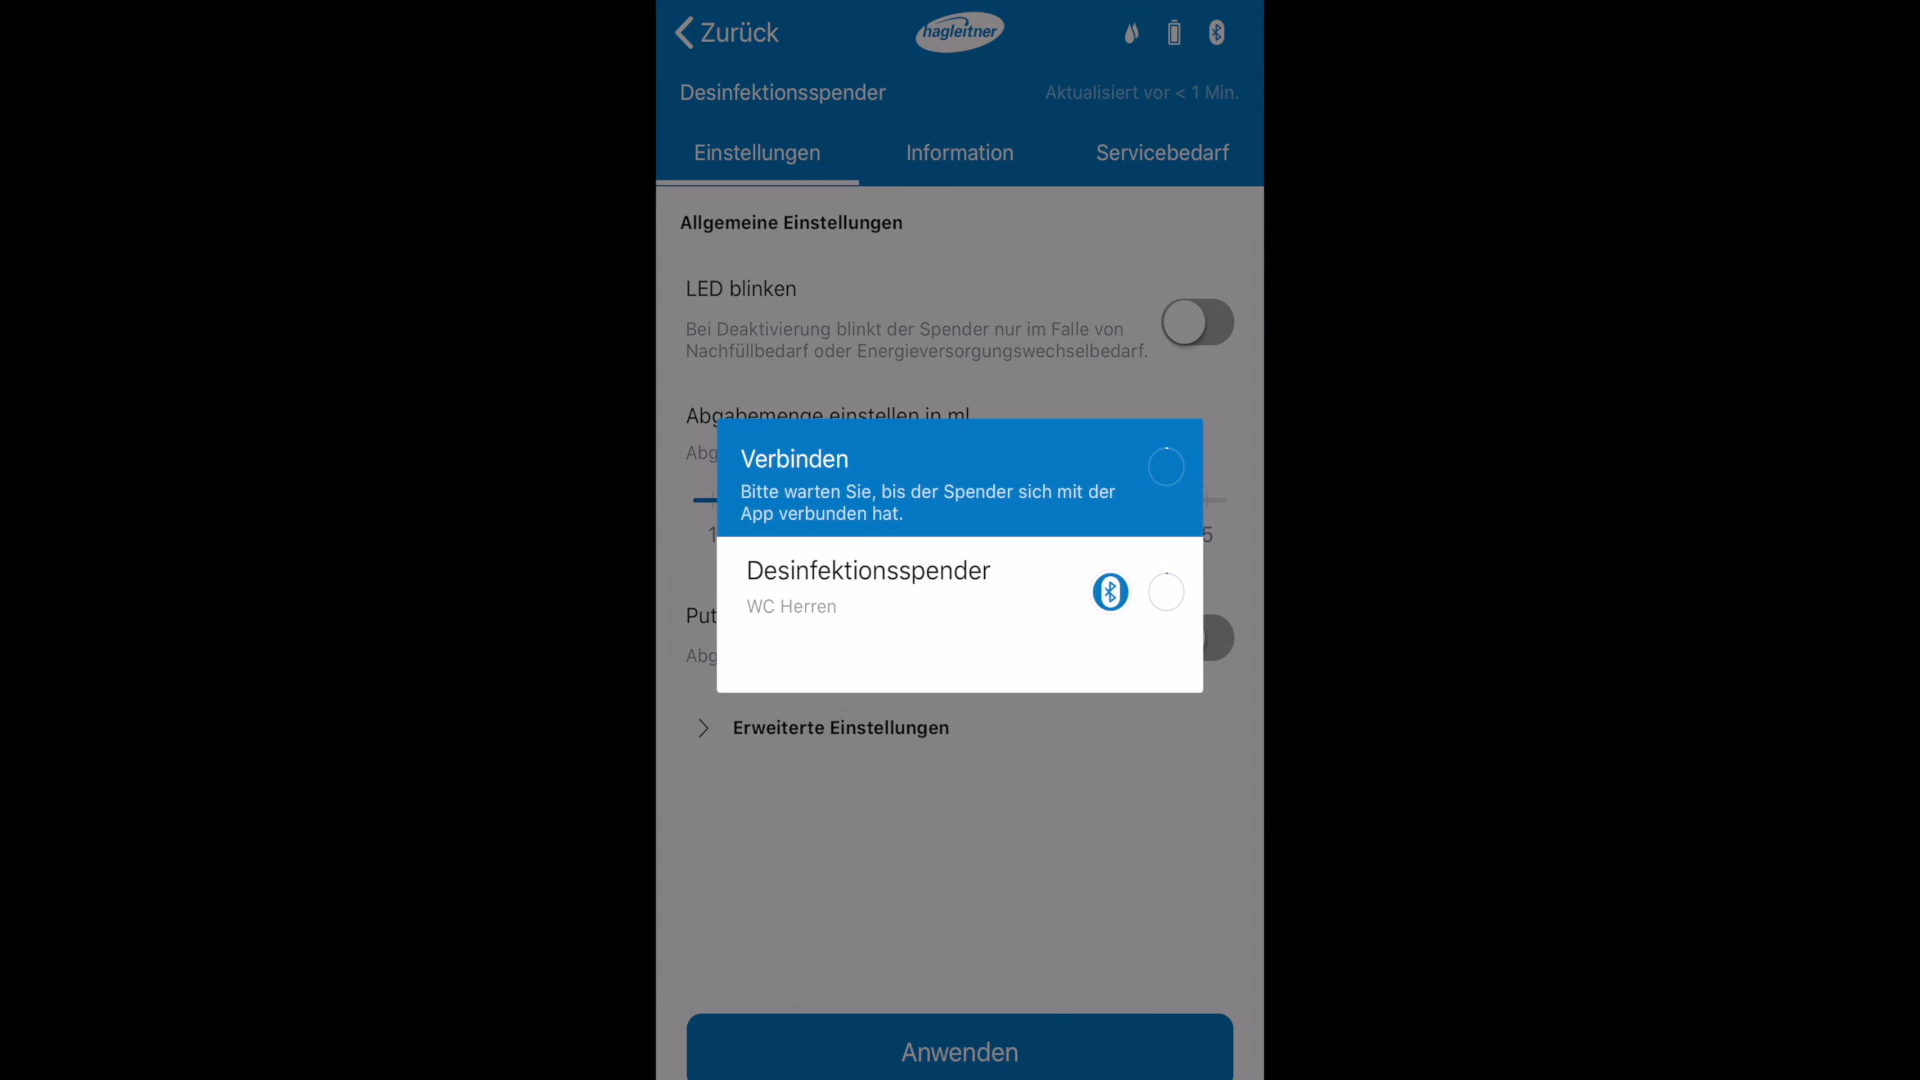 Zurück
hagleitner
Desinfektionsspender
Aktualisiert vor < 1 Min.
Einstellungen
Information
Servicebedarf
Allgemeine Einstellungen
LED blinken
Bei Deaktivierung blinkt der Spender nur im Falle von
Nachfüllbedarf oder Energieversorgungswechselbedarf.
Abgabemenge einstellen in ml
Abg
Verbinden
Bitte warten Sie, bis der Spender sich mit der
App verbunden hat.
1
5
Desinfektionsspender
WC Herren
Put
Abg
Erweiterte Einstellungen
Anwenden